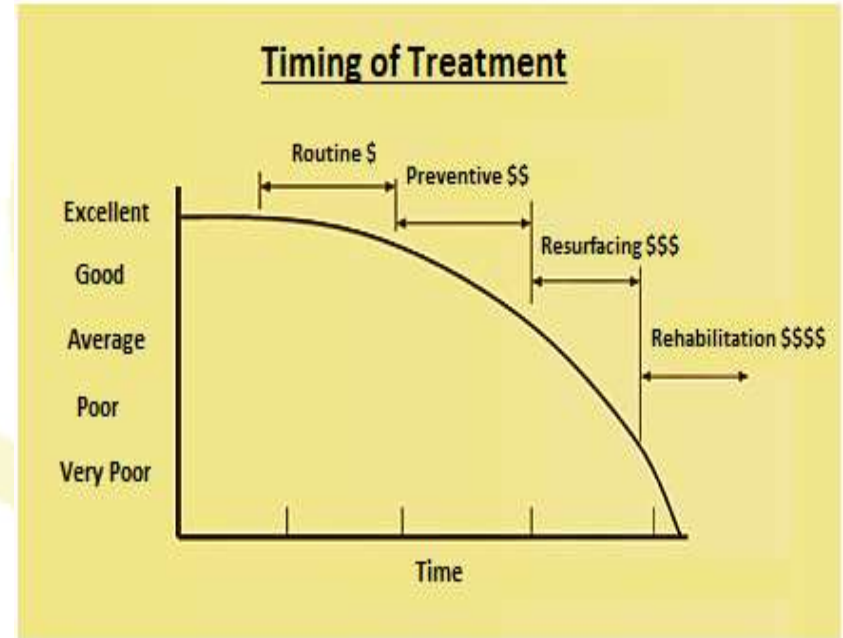 Timing of Treatment
Routine $
Preventive $$
Excellent
Resurfacing $$$
Good
Average
Rehabilitation $$$$
Poor
Very Poor
Time